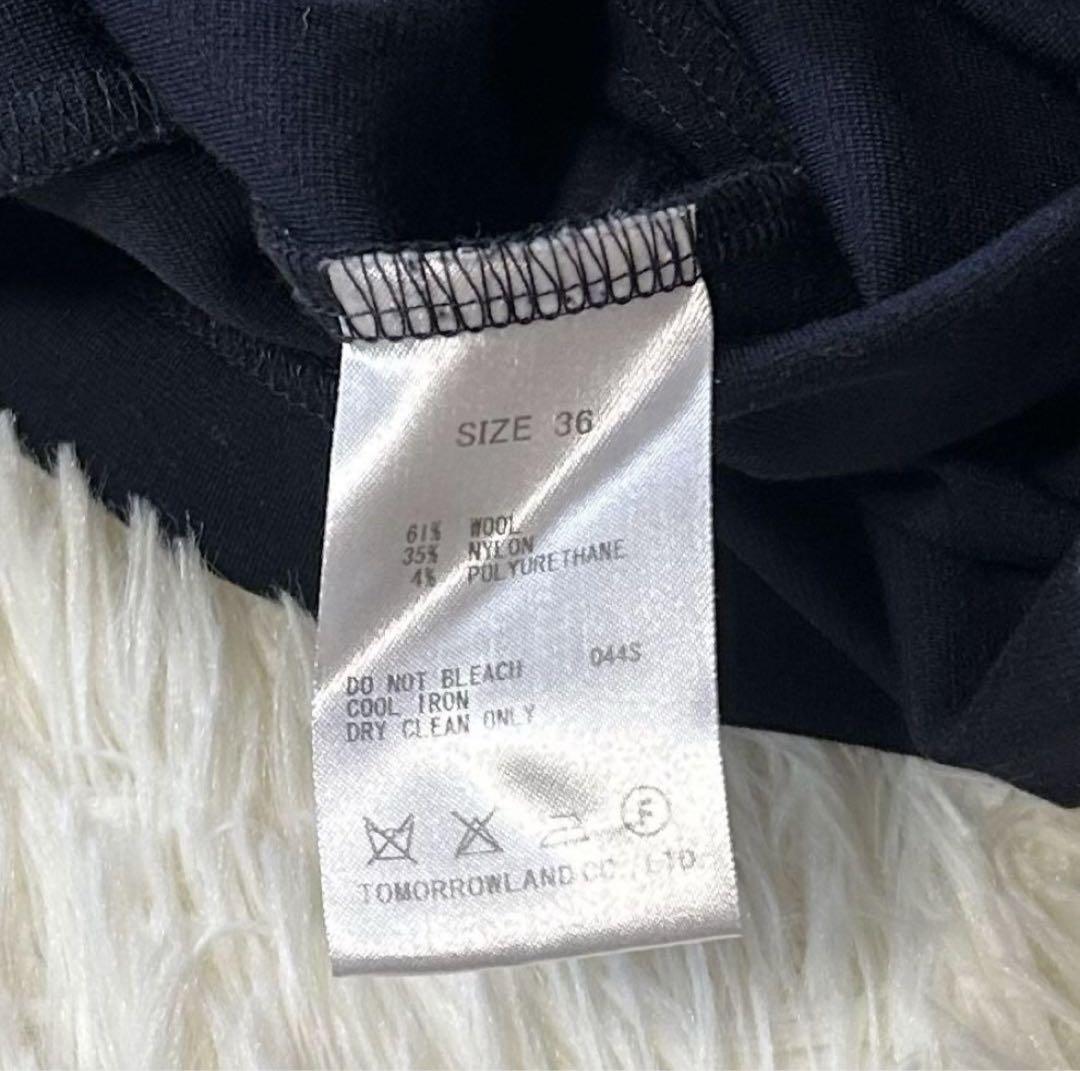 SIZE 36
61% WOOL
35% NYLON
4% POLYURETHANE
044S
DO NOT BLEACH
COOL IRON
DRY CLEAN ONLY
F
TOMORROWLAND CO., LTD.